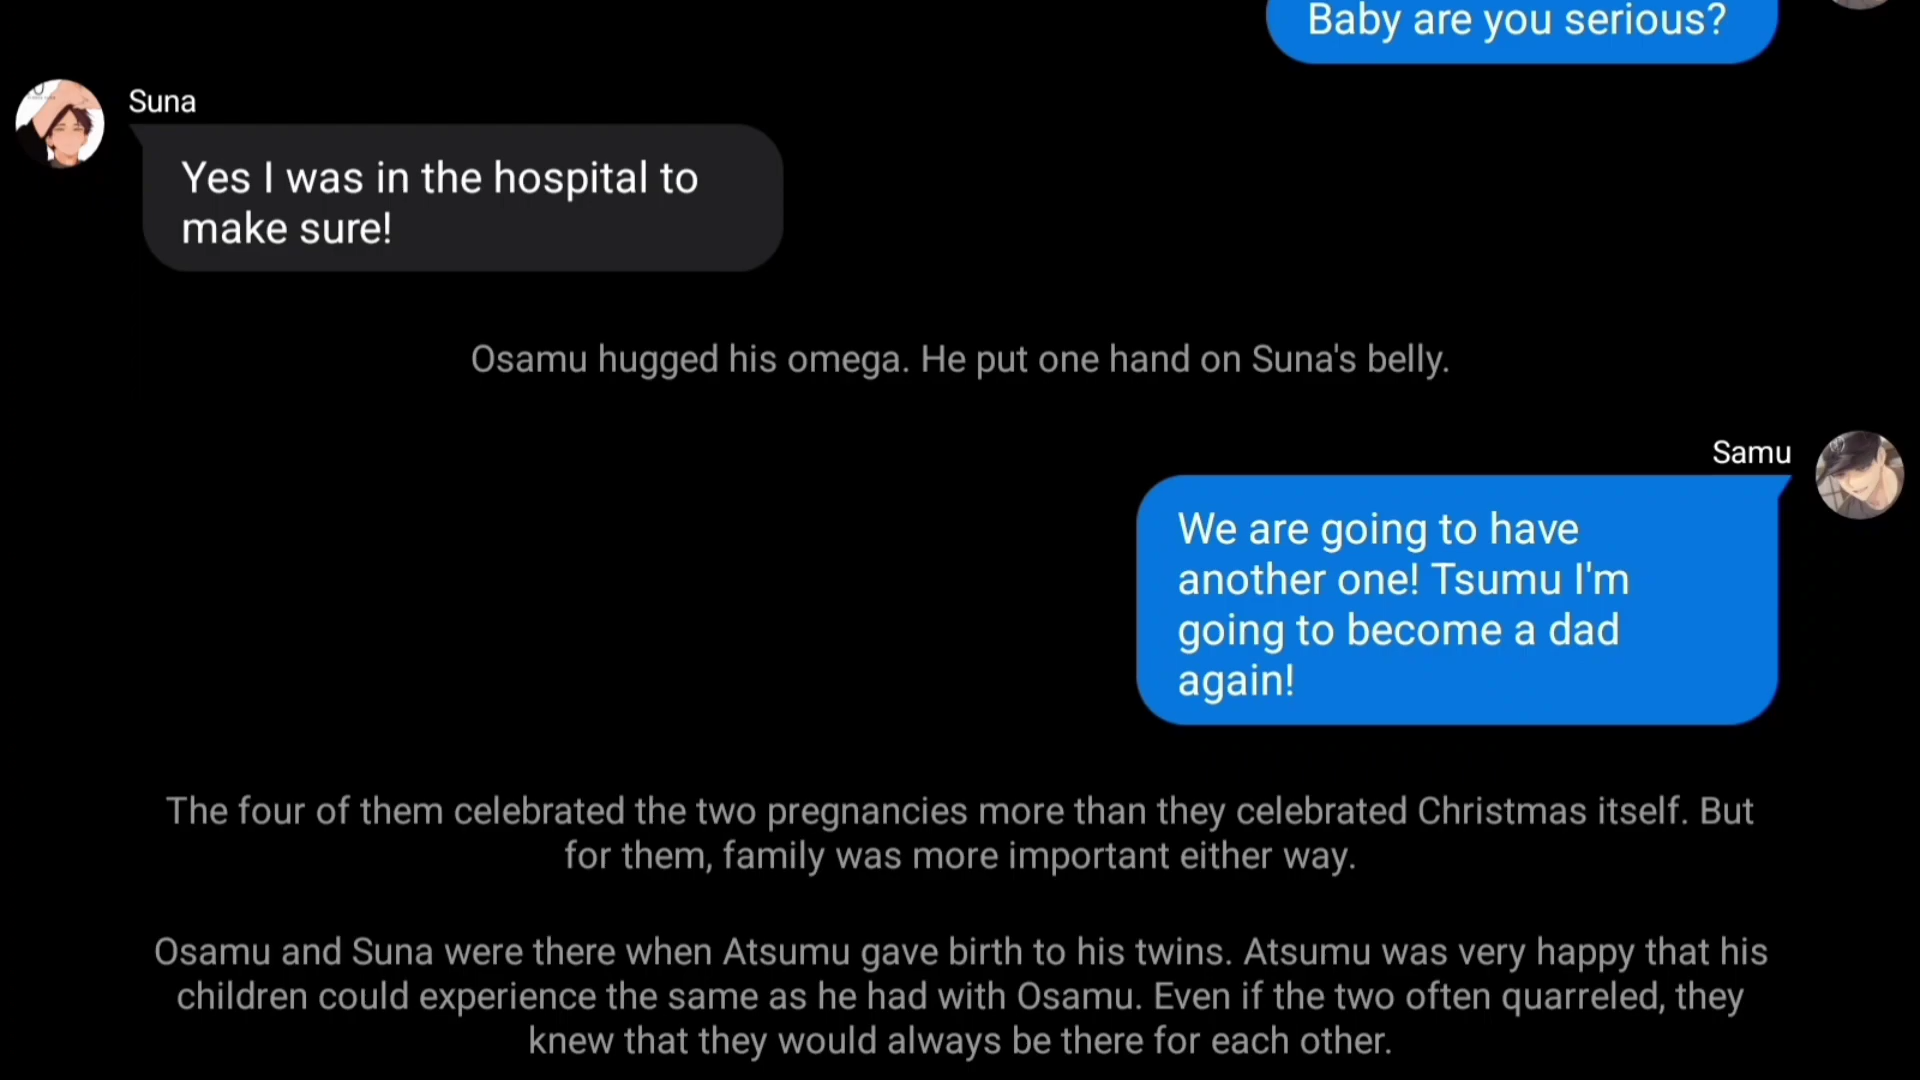 Baby are you serious?
Suna
Yes I was in the hospital to
make sure!
Osamu hugged his omega. He put one hand on Suna's belly.
Samu
We are going to have
another one! Tsumu I'm
going to become a dad
again!
The four of them celebrated the two pregnancies more than they celebrated Christmas itself. But
for them, family was more important either way.
Osamu and Suna were there when Atsumu gave birth to his twins. Atsumu was very happy that his
children could experience the same as he had with Osamu. Even if the two often quarreled, they
knew that they would always be there for each other.